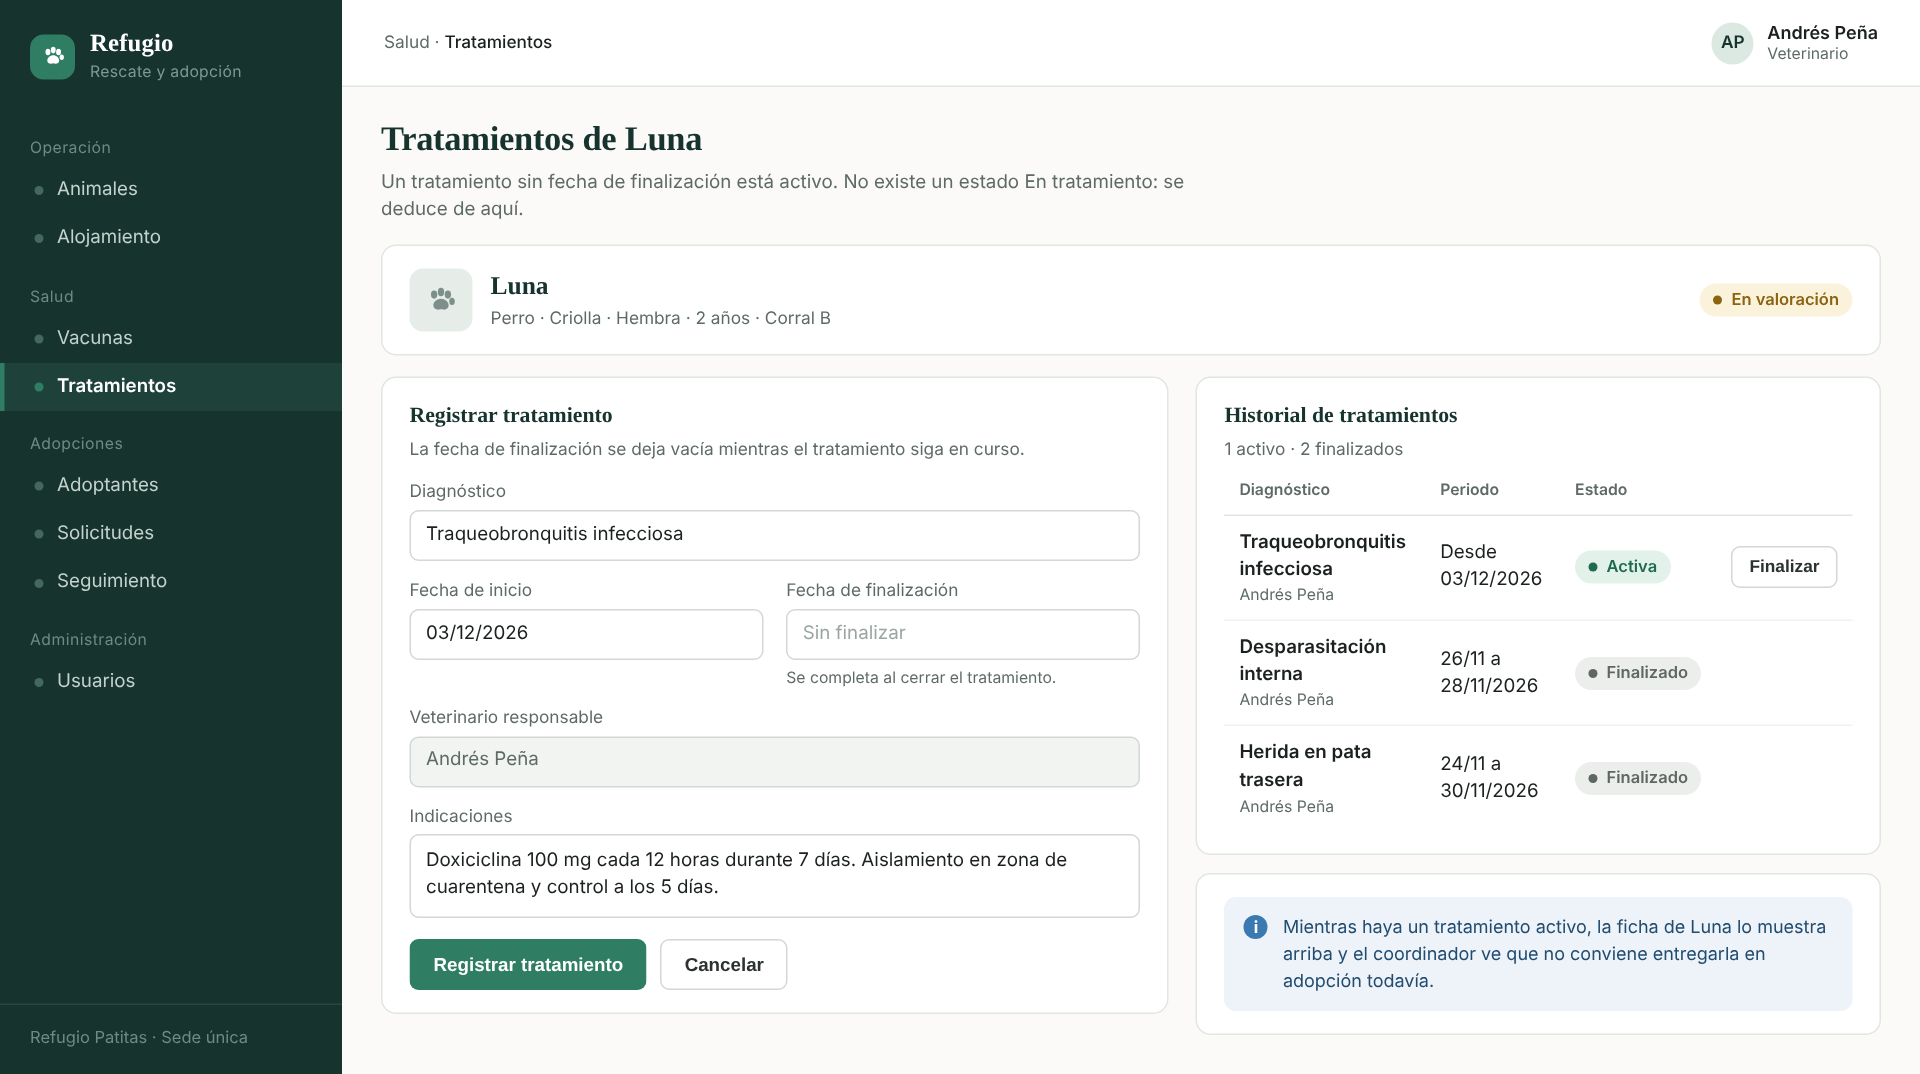 Refugio
Rescate y adopción
Operación
Animales
Alojamiento
Salud
Vacunas
Tratamientos
Adopciones
Adoptantes
Solicitudes
Seguimiento
Administración
Usuarios
Refugio Patitas · Sede única
Salud · Tratamientos
AP
Andrés Peña
Veterinario
Tratamientos de Luna
Un tratamiento sin fecha de finalización está activo. No existe un estado En tratamiento: se
deduce de aquí.
Luna
Perro · Criolla · Hembra · 2 años · Corral B
En valoración
Registrar tratamiento
La fecha de finalización se deja vacía mientras el tratamiento siga en curso.
Diagnóstico
Traqueobronquitis infecciosa
Fecha de inicio
03/12/2026
Fecha de finalización
Sin finalizar
Se completa al cerrar el tratamiento.
Veterinario responsable
Andrés Peña
Indicaciones
Doxiciclina 100 mg cada 12 horas durante 7 días. Aislamiento en zona de
cuarentena y control a los 5 días.
Registrar tratamiento
Cancelar
Historial de tratamientos
1 activo · 2 finalizados
Diagnóstico Periodo Estado
Traqueobronquitis
infecciosa
Andrés Peña
Desde
03/12/2026
Activa
Finalizar
Desparasitación
interna
Andrés Peña
26/11 a
28/11/2026
Finalizado
Herida en pata
trasera
Andrés Peña
24/11 a
30/11/2026
Finalizado
Mientras haya un tratamiento activo, la ficha de Luna lo muestra
arriba y el coordinador ve que no conviene entregarla en
adopción todavía.